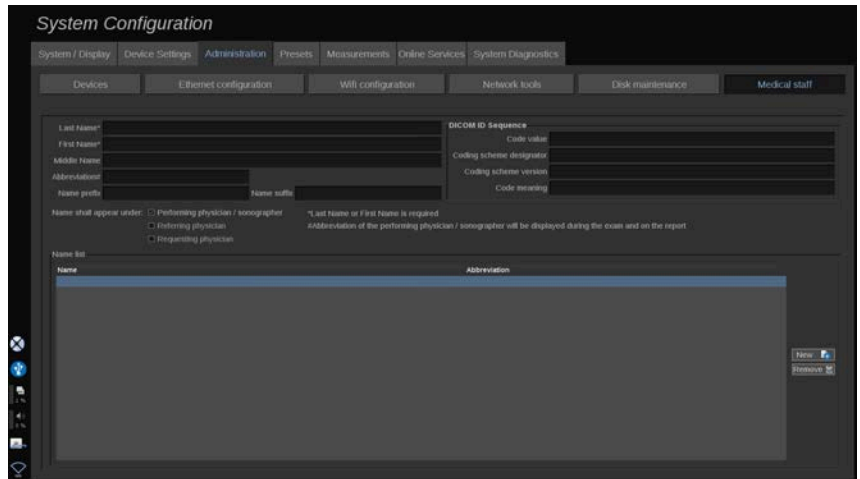 System Configuration
System / Display Device Settings Administration Presets Measurements Online Services System Diagnostics
Devices Ethernet configuration Wifi configuration Network tools Disk maintenance Medical staff
Last Name* DICOM ID Sequence
Code value
First Name*
Middle Name Coding scheme designator
Abbreviation# Coding scheme version
Name prefix Name suffix Code meaning
Name shall appear under: Performing physician / sonographer *Last Name or First Name is required
Referring physician #Abbreviation of the performing physician / sonographer will be displayed during the exam and on the report
Requesting physician
Name list
Name Abbreviation
New
Remove